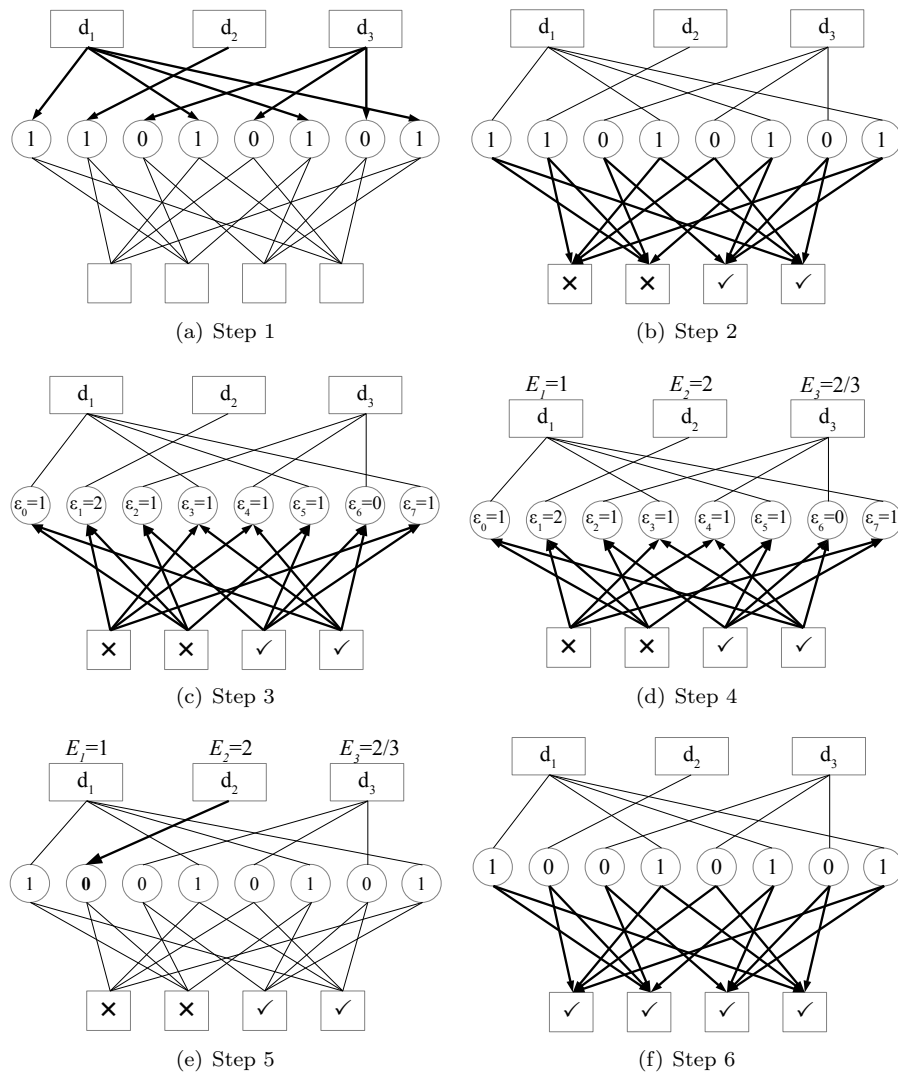 d₁ d₂ d₃
1 1 0 1 0 1 0 1
(a) Step 1
d₁ d₂ d₃
1 1 0 1 0 1 0 1
✕ ✕ ✓ ✓
(b) Step 2
d₁ d₂ d₃
ε₀=1 ε₁=2 ε₂=1 ε₃=1 ε₄=1 ε₅=1 ε₆=0 ε₇=1
✕ ✕ ✓ ✓
(c) Step 3
E₁=1 E₂=2 E₃=2/3
d₁ d₂ d₃
ε₀=1 ε₁=2 ε₂=1 ε₃=1 ε₄=1 ε₅=1 ε₆=0 ε₇=1
✕ ✕ ✓ ✓
(d) Step 4
E₁=1 E₂=2 E₃=2/3
d₁ d₂ d₃
1 0 0 1 0 1 0 1
✕ ✕ ✓ ✓
(e) Step 5
d₁ d₂ d₃
1 0 0 1 0 1 0 1
✓ ✓ ✓ ✓
(f) Step 6